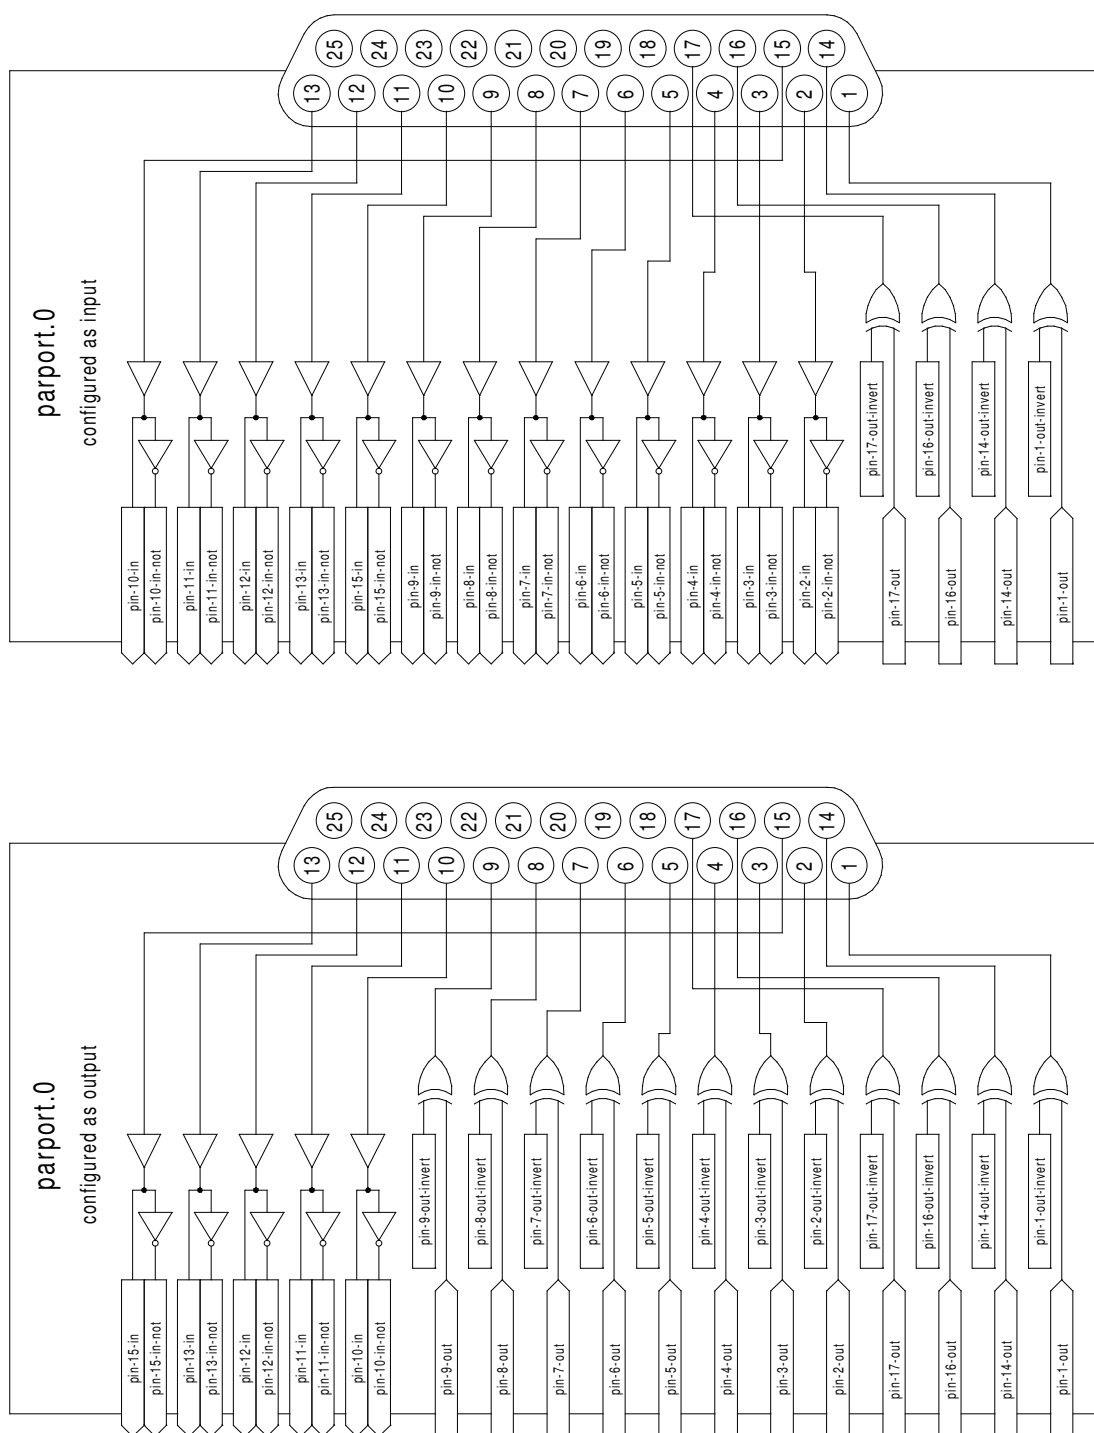 25 24 23 22 21 20 19 18 17 16 15 14
13 12 11 10 9 8 7 6 5 4 3 2 1
parport.0
configured as input
pin-17-out-invert
pin-16-out-invert
pin-14-out-invert
pin-1-out-invert
pin-10-in
pin-10-in-not
pin-11-in
pin-11-in-not
pin-12-in
pin-12-in-not
pin-13-in
pin-13-in-not
pin-15-in
pin-15-in-not
pin-9-in
pin-9-in-not
pin-8-in
pin-8-in-not
pin-7-in
pin-7-in-not
pin-6-in
pin-6-in-not
pin-5-in
pin-5-in-not
pin-4-in
pin-4-in-not
pin-3-in
pin-3-in-not
pin-2-in
pin-2-in-not
pin-17-out
pin-16-out
pin-14-out
pin-1-out
25 24 23 22 21 20 19 18 17 16 15 14
13 12 11 10 9 8 7 6 5 4 3 2 1
parport.0
configured as output
pin-9-out-invert
pin-8-out-invert
pin-7-out-invert
pin-6-out-invert
pin-5-out-invert
pin-4-out-invert
pin-3-out-invert
pin-2-out-invert
pin-17-out-invert
pin-16-out-invert
pin-14-out-invert
pin-1-out-invert
pin-15-in
pin-15-in-not
pin-13-in
pin-13-in-not
pin-12-in
pin-12-in-not
pin-11-in
pin-11-in-not
pin-10-in
pin-10-in-not
pin-9-out
pin-8-out
pin-7-out
pin-6-out
pin-5-out
pin-4-out
pin-3-out
pin-2-out
pin-17-out
pin-16-out
pin-14-out
pin-1-out